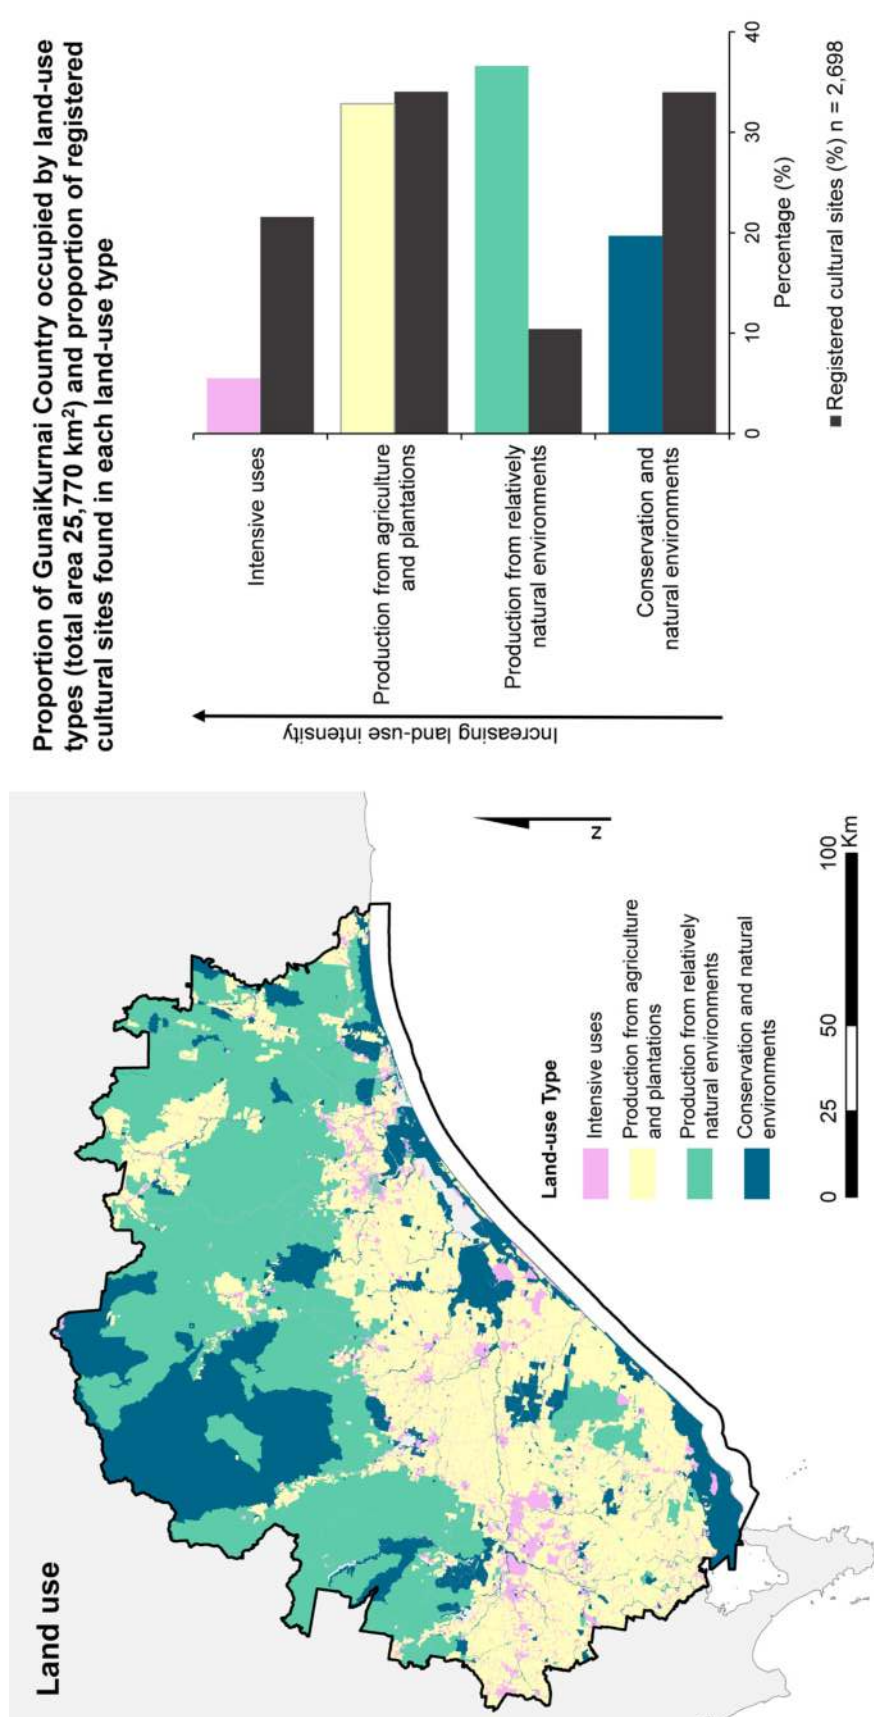 Land use
Land-use Type
Intensive uses
Production from agriculture
and plantations
Production from relatively
natural environments
Conservation and natural
environments
N
0
25
50
100
Km
Proportion of GunaiKurnai Country occupied by land-use
types (total area 25,770 km²) and proportion of registered
cultural sites found in each land-use type
Increasing land-use intensity
Intensive uses
Production from agriculture
and plantations
Production from relatively
natural environments
Conservation and
natural environments
0
10
20
30
40
Percentage (%)
Registered cultural sites (%) n = 2,698